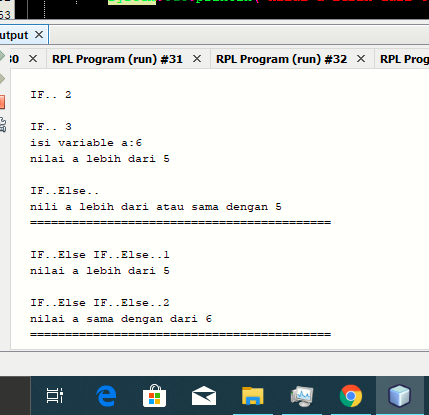 53
utput ×
30 × RPL Program (run) #31 × RPL Program (run) #32 × RPL Prog
IF.. 2
IF.. 3
isi variable a:6
nilai a lebih dari 5
IF..Else..
nili a lebih dari atau sama dengan 5
===========================================
IF..Else IF..Else..1
nilai a lebih dari 5
IF..Else IF..Else..2
nilai a sama dengan dari 6
===========================================